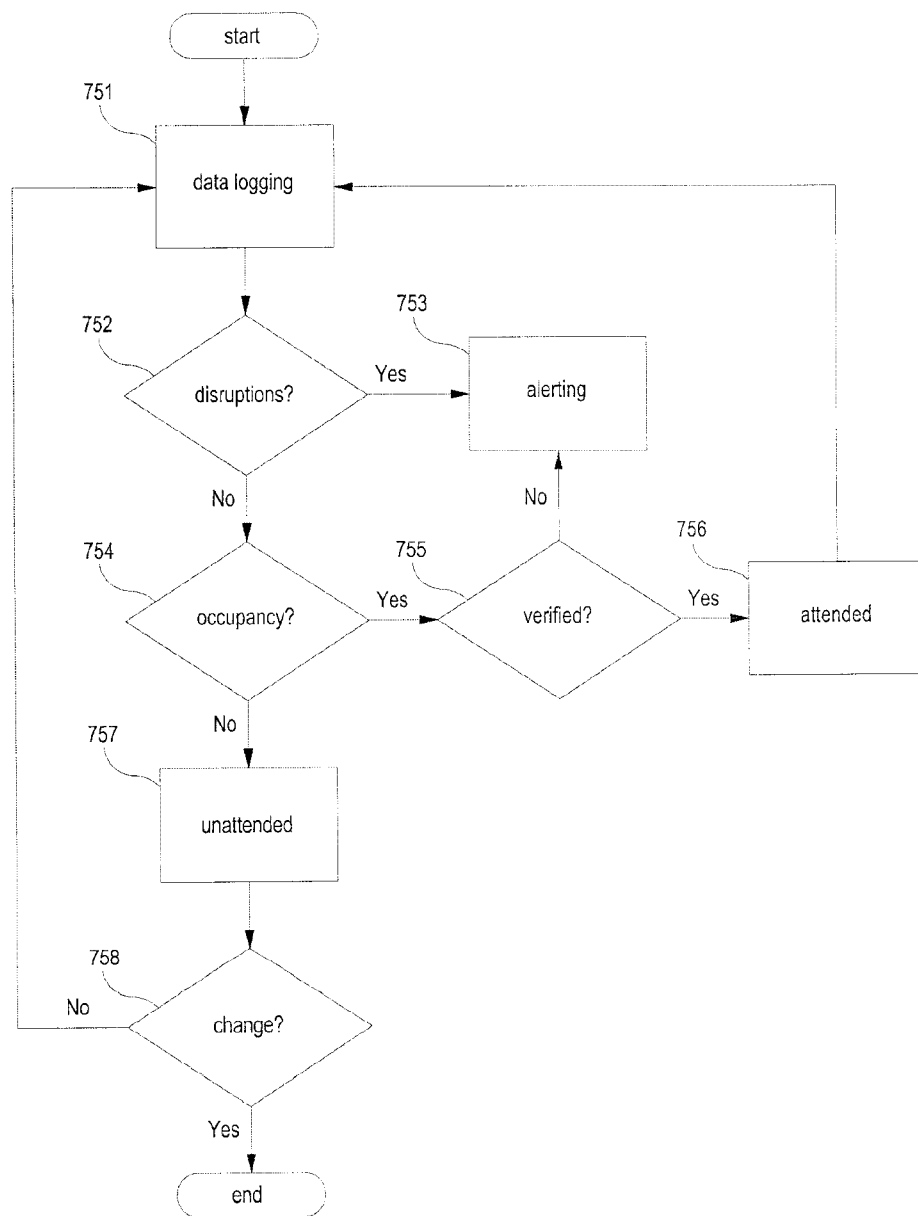 start
751
data logging
752
disruptions?
Yes
753
alerting
No
No
754
occupancy?
Yes
755
verified?
Yes
756
attended
No
757
unattended
758
No
change?
Yes
end